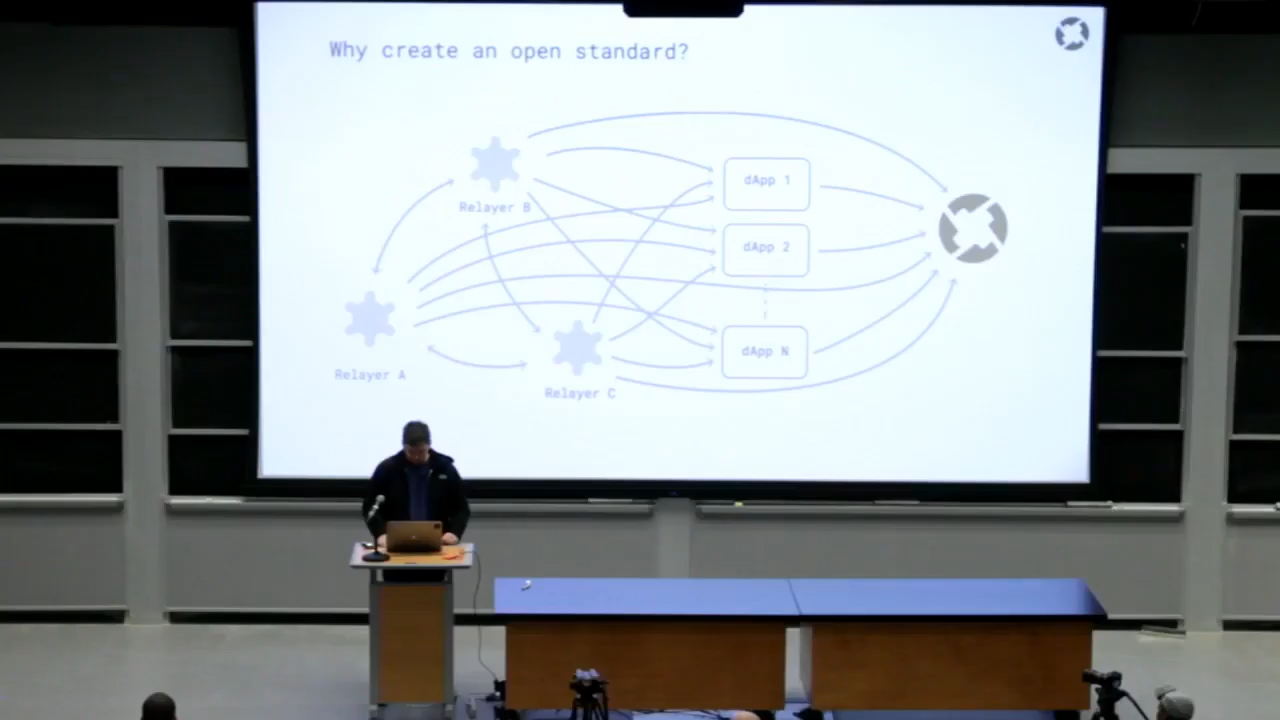 Why create an open standard?
dApp 1
Relayer B
dApp 2
dApp N
Relayer A
Relayer C